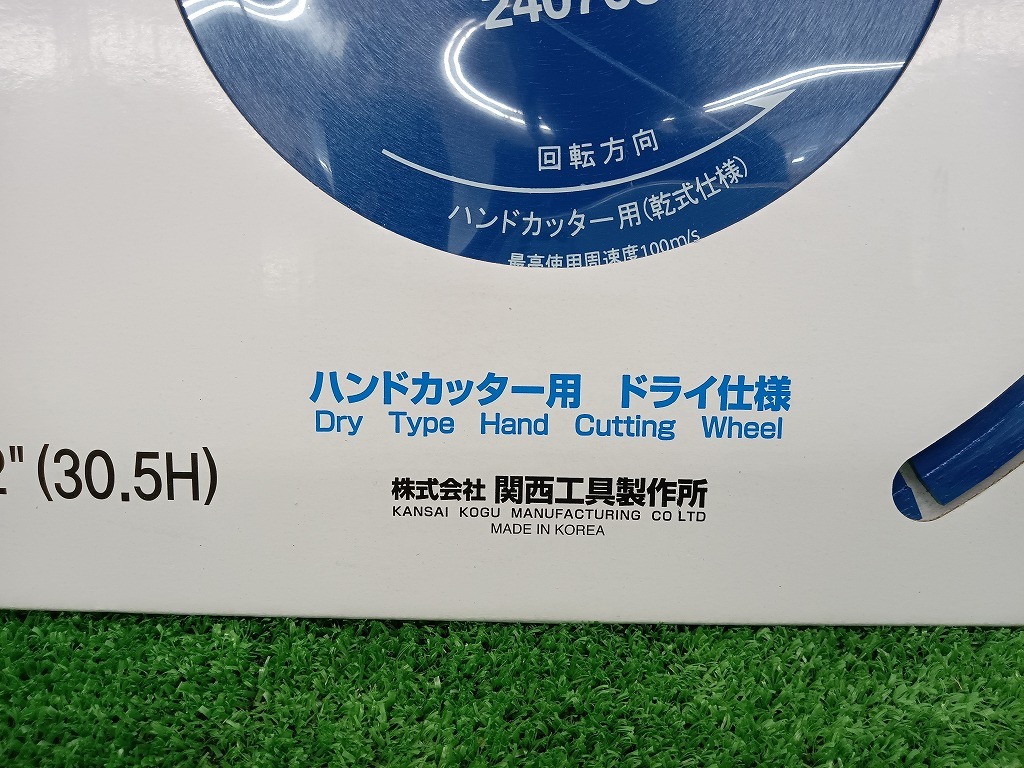 回転方向
ハンドカッター用(乾式仕様)
最高使用周速度100m/s
ハンドカッター用 ドライ仕様
Dry Type Hand Cutting Wheel
2" (30.5H)
株式会社 関西工具製作所
KANSAI KOGU MANUFACTURING CO LTD
MADE IN KOREA